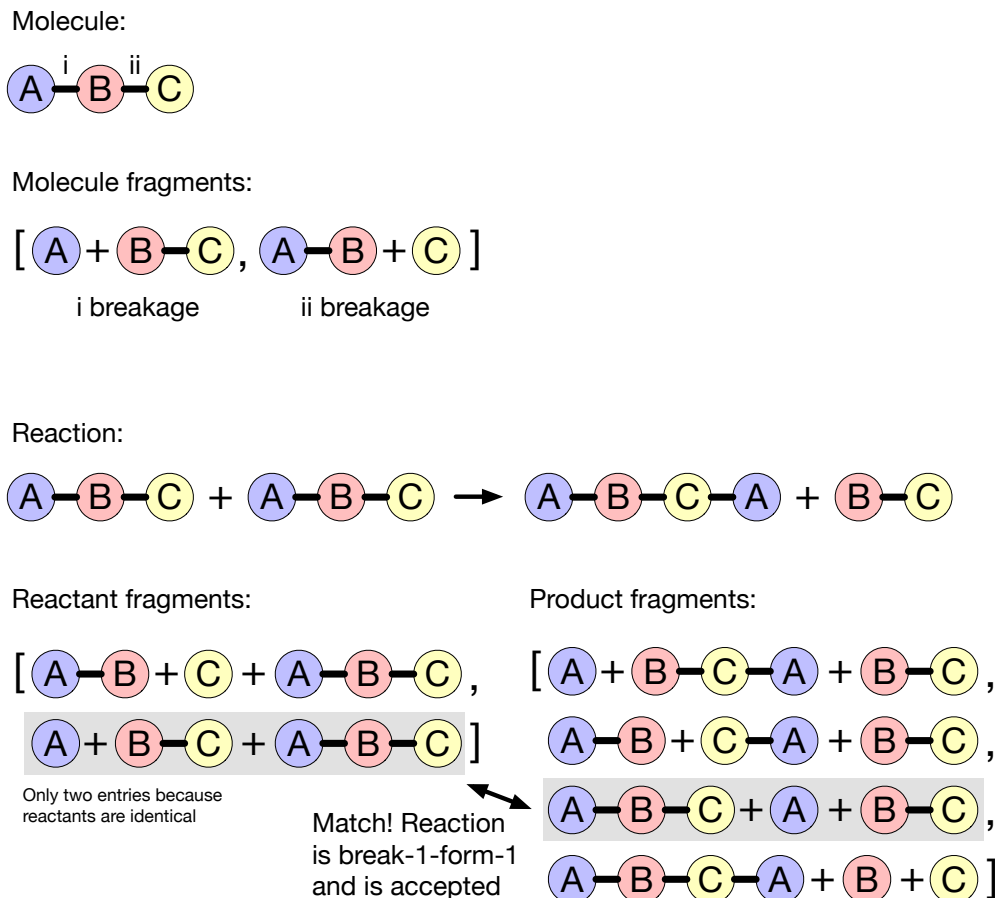 Molecule:
i ii
A B C
Molecule fragments:
[ A + B C , A B + C ]
i breakage ii breakage
Reaction:
A B C + A B C A B C A + B C
Reactant fragments:
[ A B + C + A B C ,
A + B C + A B C ]
Only two entries because
reactants are identical
Product fragments:
[ A + B C A + B C ,
A B + C A + B C ,
A B C + A + B C ,
A B C A + B + C ]
Match! Reaction
is break-1-form-1
and is accepted